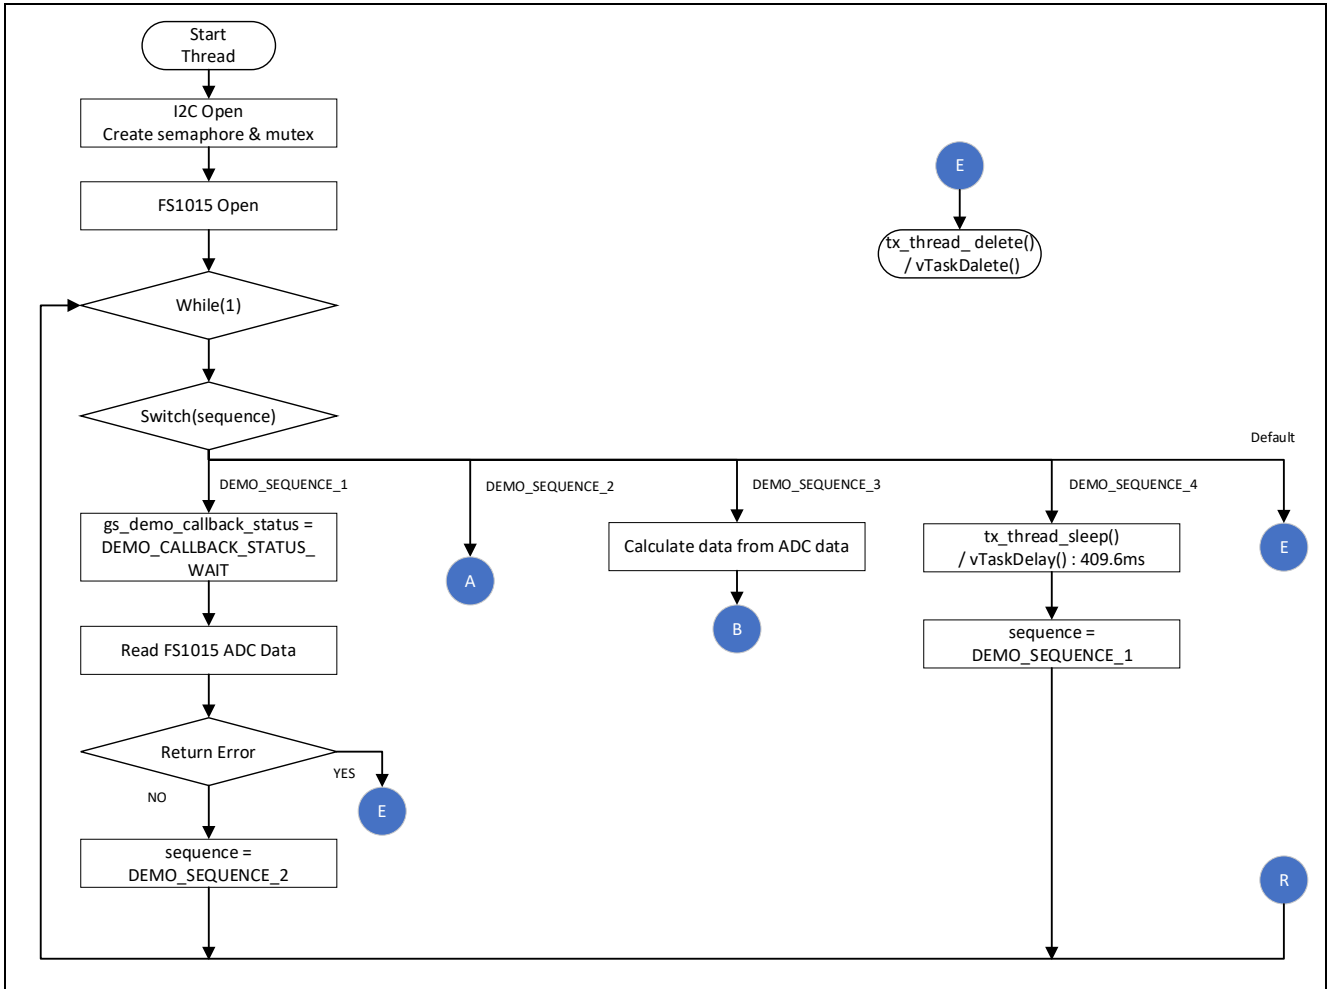 Start
Thread
I2C Open
Create semaphore & mutex
E
FS1015 Open
tx_thread_ delete()
/ vTaskDalete()
While(1)
Switch(sequence)
Default
DEMO_SEQUENCE_1
DEMO_SEQUENCE_2
DEMO_SEQUENCE_3
DEMO_SEQUENCE_4
gs_demo_callback_status =
DEMO_CALLBACK_STATUS_
WAIT
A
Calculate data from ADC data
B
tx_thread_sleep()
/ vTaskDelay() : 409.6ms
E
Read FS1015 ADC Data
sequence =
DEMO_SEQUENCE_1
Return Error
YES
NO
E
sequence =
DEMO_SEQUENCE_2
R